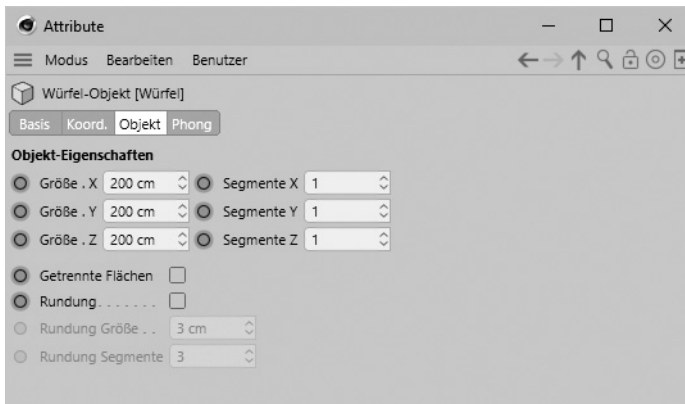 Attribute
Modus Bearbeiten Benutzer
Würfel-Objekt [Würfel]
Basis Koord. Objekt Phong
Objekt-Eigenschaften
Größe . X 200 cm Segmente X 1
Größe . Y 200 cm Segmente Y 1
Größe . Z 200 cm Segmente Z 1
Getrennte Flächen
Rundung. . . . . . .
Rundung Größe . . 3 cm
Rundung Segmente 3